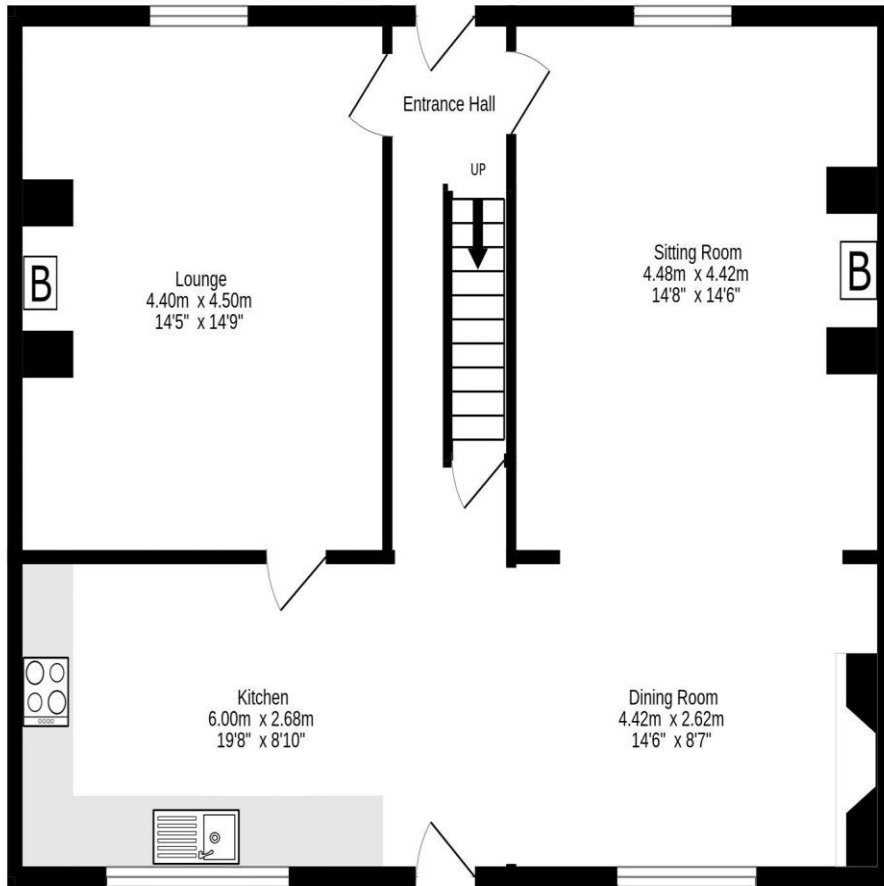 Entrance Hall
UP
Lounge
4.40m x 4.50m
14'5" x 14'9"
B
Sitting Room
4.48m x 4.42m
14'8" x 14'6"
B
Kitchen
6.00m x 2.68m
19'8" x 8'10"
Dining Room
4.42m x 2.62m
14'6" x 8'7"